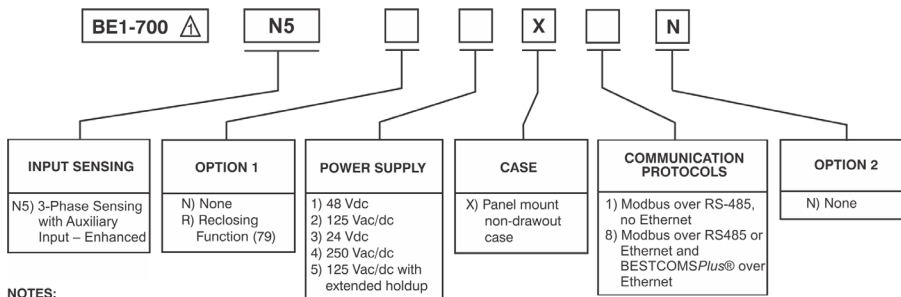 BE1-700 1 N5 X N
INPUT SENSING
N5) 3-Phase Sensing
with Auxiliary
Input – Enhanced
OPTION 1
N) None
R) Reclosing
Function (79)
POWER SUPPLY
1) 48 Vdc
2) 125 Vac/dc
3) 24 Vdc
4) 250 Vac/dc
5) 125 Vac/dc with
extended holdup
CASE
X) Panel mount
non-drawout
case
COMMUNICATION
PROTOCOLS
1) Modbus over RS-485,
no Ethernet
8) Modbus over RS485 or
Ethernet and
BESTCOMSPlus® over
Ethernet
OPTION 2
N) None
NOTES: